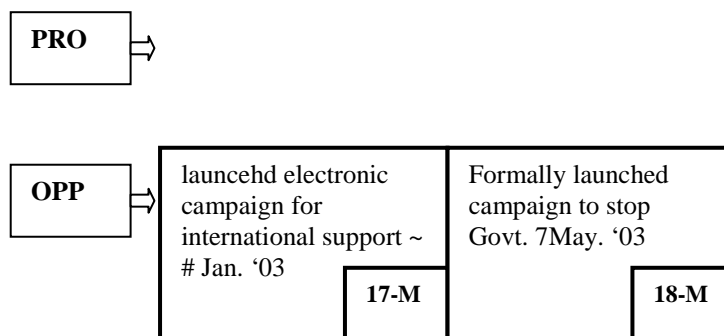 PRO
OPP
launcehd electronic
campaign for
international support ~
# Jan. ‘03
17-M
Formally launched
campaign to stop
Govt. 7May. ‘03
18-M